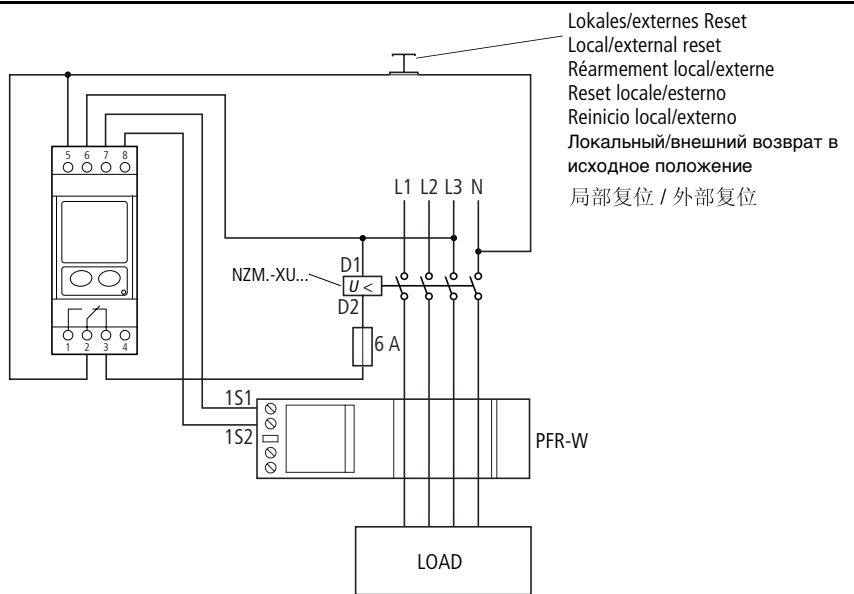 Lokales/externes Reset
Local/external reset
Réarmement local/externe
Reset locale/esterno
Reinicio local/externo
Локальный/внешний возврат в
исходное положение
局部复位 / 外部复位
5 6 7 8
L1 L2 L3 N
NZM.-XU...
D1
U <
D2
6 A
1 2 3 4
1S1
1S2
PFR-W
LOAD